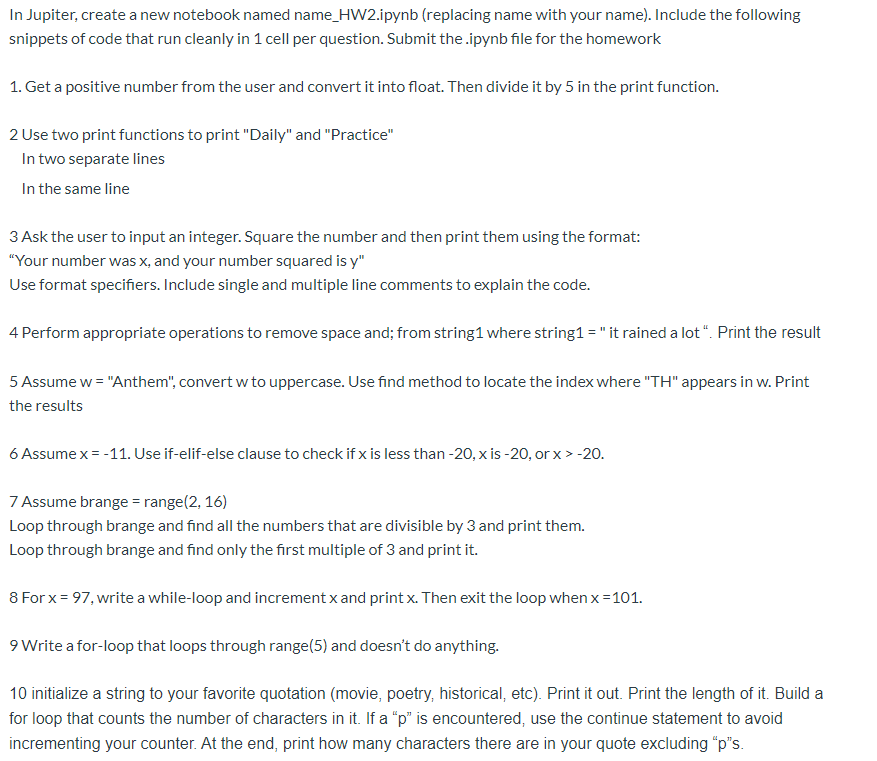 In Jupiter, create a new notebook named name_HW2.ipynb (replacing name with your name). Include the following
snippets of code that run cleanly in 1 cell per question. Submit the .ipynb file for the homework
1. Get a positive number from the user and convert it into float. Then divide it by 5 in the print function.
2 Use two print functions to print "Daily" and "Practice"
In two separate lines
In the same line
3 Ask the user to input an integer. Square the number and then print them using the format:
“Your number was x, and your number squared is y"
Use format specifiers. Include single and multiple line comments to explain the code.
4 Perform appropriate operations to remove space and; from string1 where string1 = " it rained a lot “. Print the result
5 Assume w = "Anthem", convert w to uppercase. Use find method to locate the index where "TH" appears in w. Print
the results
6 Assume x = -11. Use if-elif-else clause to check if x is less than -20, x is -20, or x > -20.
7 Assume brange = range(2, 16)
Loop through brange and find all the numbers that are divisible by 3 and print them.
Loop through brange and find only the first multiple of 3 and print it.
8 For x = 97, write a while-loop and increment x and print x. Then exit the loop when x =101.
9 Write a for-loop that loops through range(5) and doesn’t do anything.
10 initialize a string to your favorite quotation (movie, poetry, historical, etc). Print it out. Print the length of it. Build a
for loop that counts the number of characters in it. If a “p” is encountered, use the continue statement to avoid
incrementing your counter. At the end, print how many characters there are in your quote excluding “p”s.